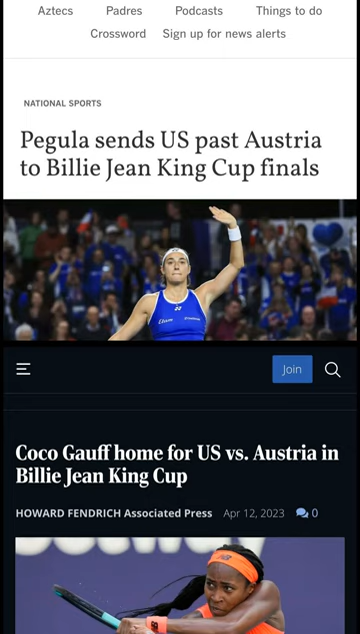 Aztecs Padres Podcasts Things to do
Crossword Sign up for news alerts
NATIONAL SPORTS
Pegula sends US past Austria
to Billie Jean King Cup finals
Join
Coco Gauff home for US vs. Austria in
Billie Jean King Cup
HOWARD FENDRICH Associated Press Apr 12, 2023 0